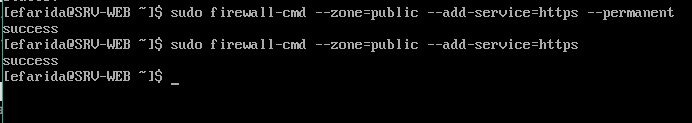 [efarida@SRV-WEB ~]$ sudo firewall-cmd --zone=public --add-service=https --permanent
success
[efarida@SRV-WEB ~]$ sudo firewall-cmd --zone=public --add-service=https
success
[efarida@SRV-WEB ~]$ _